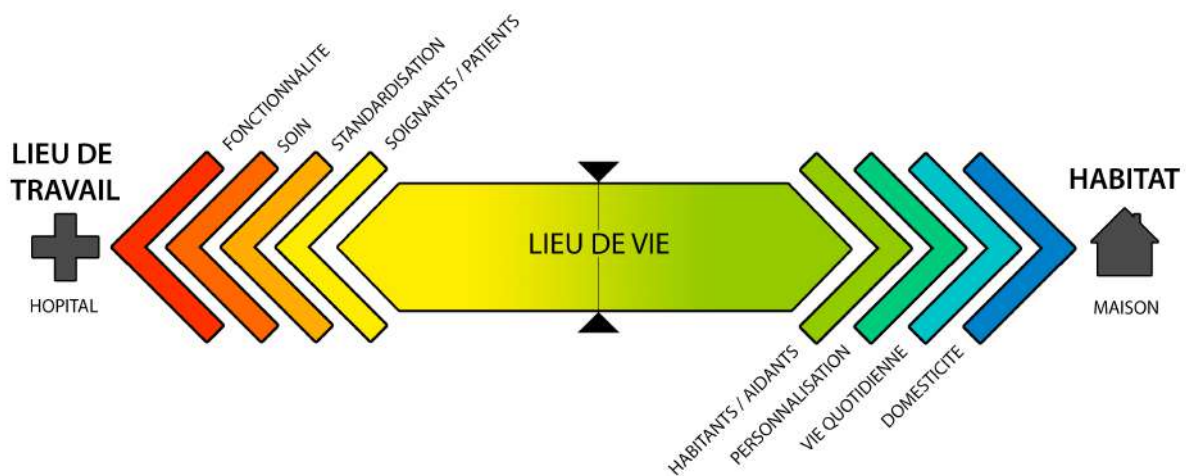 FONCTIONNALITE
SOIN
STANDARDISATION
SOIGNANTS / PATIENTS
LIEU DE
TRAVAIL
HOPITAL
LIEU DE VIE
HABITAT
MAISON
HABITANTS / AIDANTS
PERSONNALISATION
VIE QUOTIDIENNE
DOMESTICITE